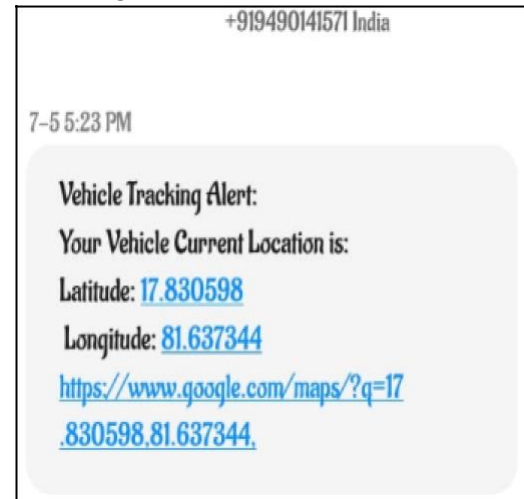 +919490141571 India
7-5 5:23 PM
Vehicle Tracking Alert:
Your Vehicle Current Location is:
Latitude: 17.830598
Longitude: 81.637344
https://www.google.com/maps/?q=17
.830598,81.637344,